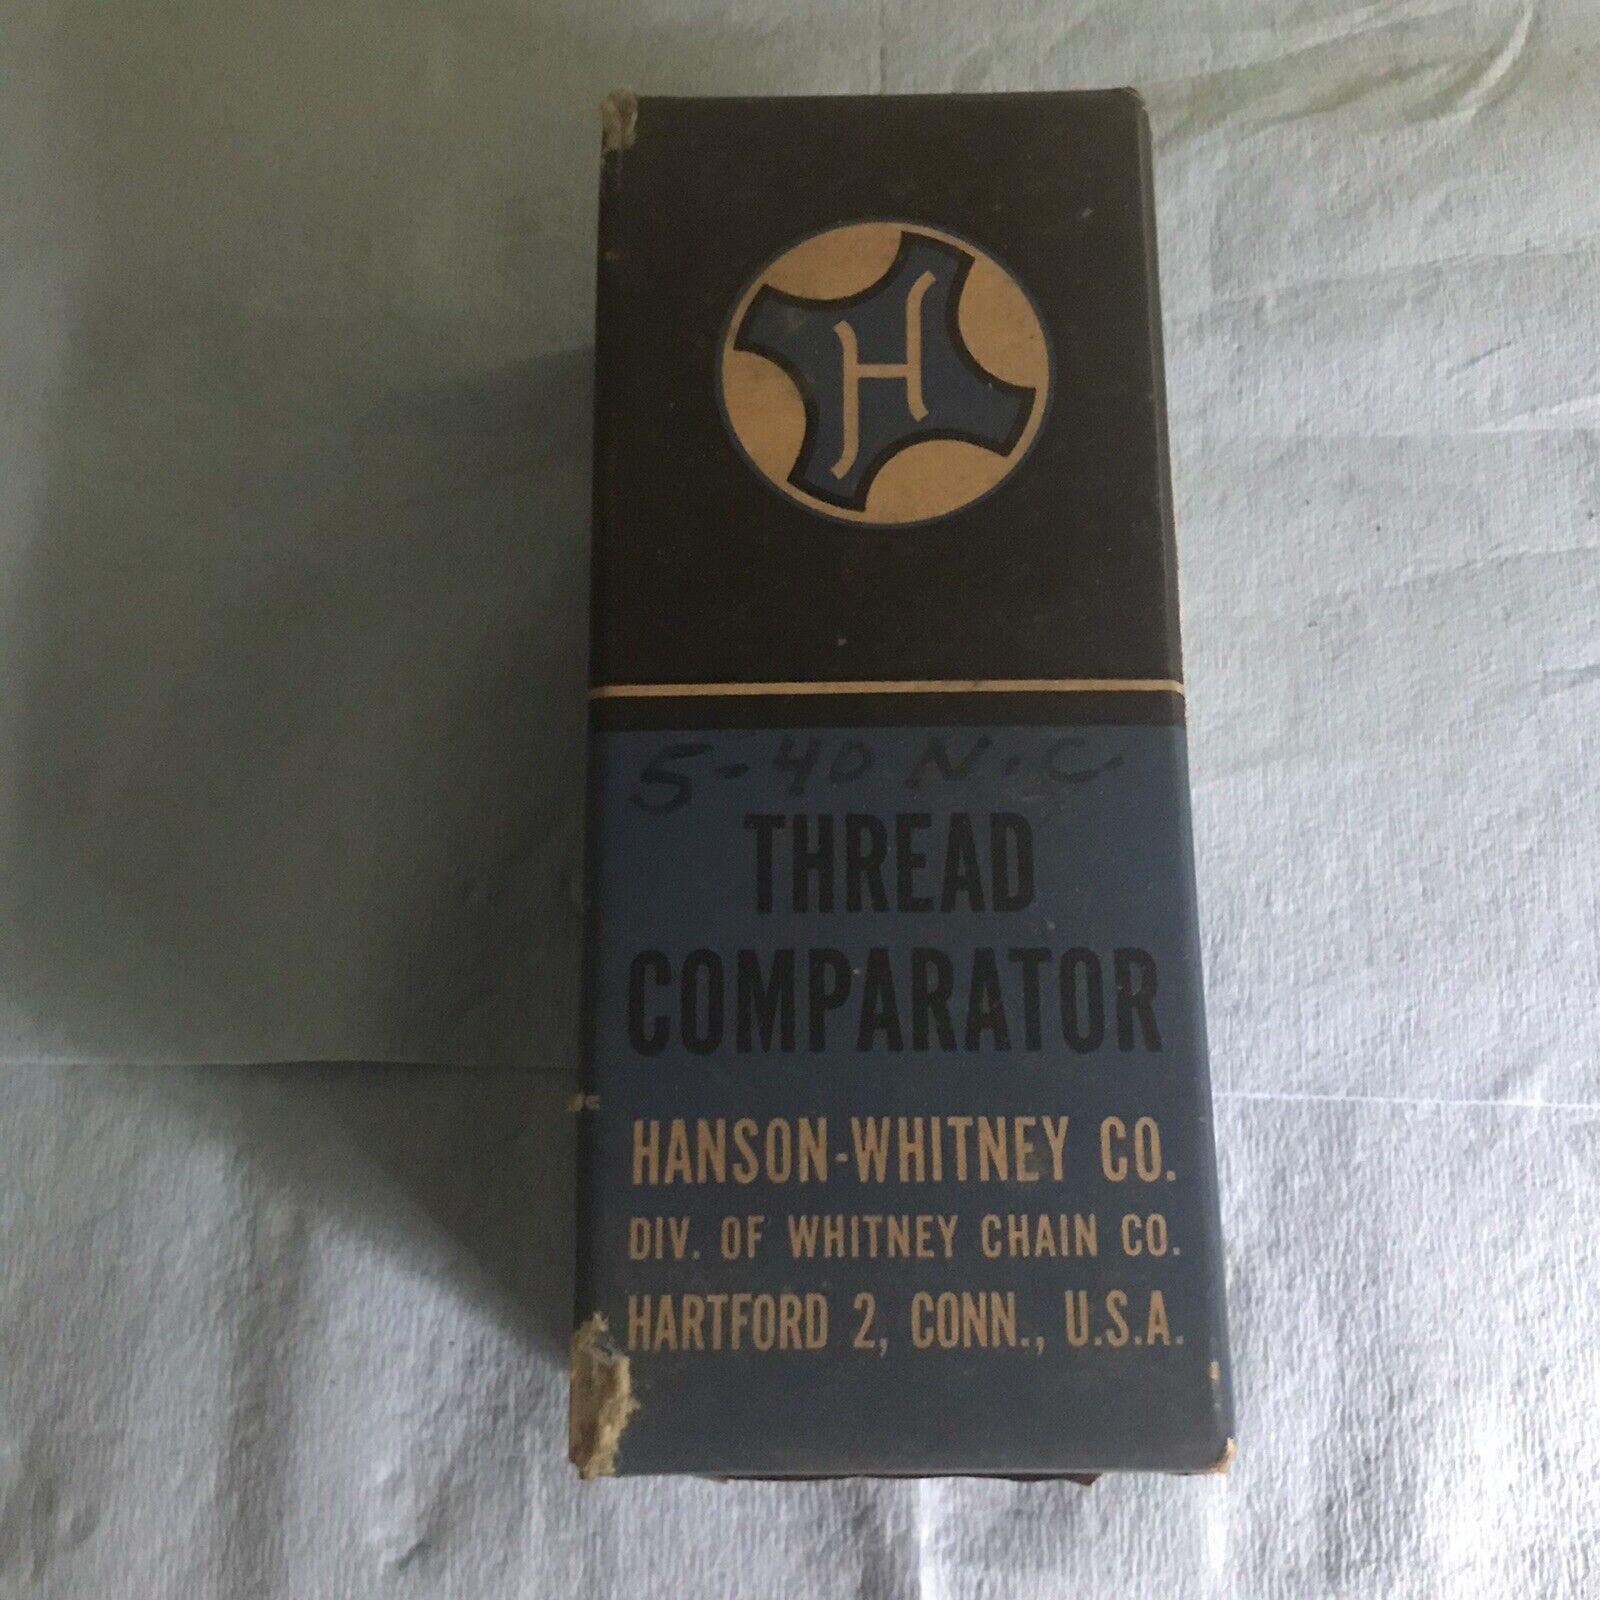 H
5-40 N.C.
THREAD
COMPARATOR
HANSON-WHITNEY CO.
DIV. OF WHITNEY CHAIN CO.
HARTFORD 2, CONN., U.S.A.